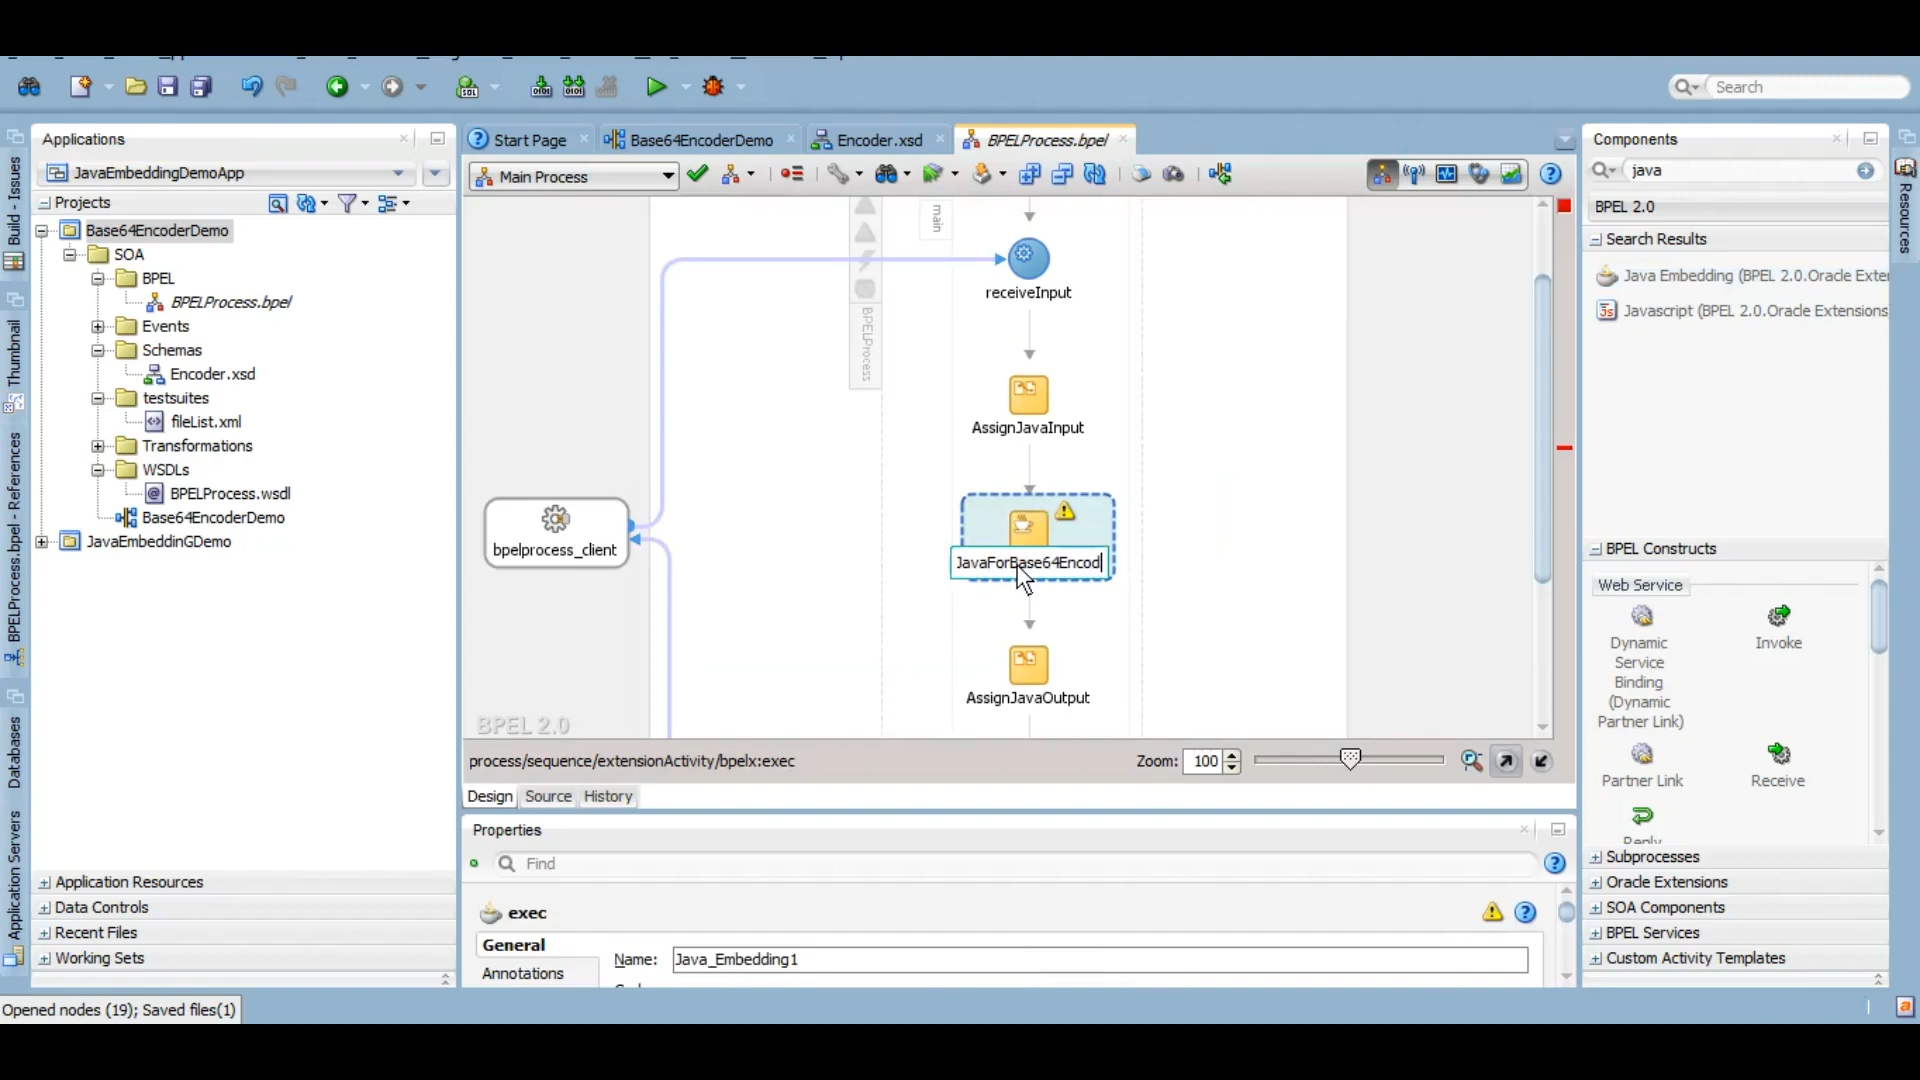 Search
Applications
JavaEmbeddingDemoApp
Projects
Base64EncoderDemo
SOA
BPEL
BPELProcess.bpel
Events
Schemas
Encoder.xsd
testsuites
fileList.xml
Transformations
WSDLs
BPELProcess.wsdl
Base64EncoderDemo
JavaEmbeddinGDemo
Application Resources
Data Controls
Recent Files
Working Sets
Build - Issues
Thumbnail
BPELProcess.bpel - References
Databases
Application Servers
Start Page
Base64EncoderDemo
Encoder.xsd
BPELProcess.bpel
Main Process
main
BPELProcess
receiveInput
AssignJavaInput
JavaForBase64Encod
AssignJavaOutput
bpelprocess_client
BPEL 2.0
process/sequence/extensionActivity/bpelx:exec
Zoom: 100
Design Source History
Properties
Find
exec
General
Annotations
Name: Java_Embedding1
Components
java
BPEL 2.0
Search Results
Java Embedding (BPEL 2.0.Oracle Exter
Javascript (BPEL 2.0.Oracle Extensions
BPEL Constructs
Web Service
Dynamic
Service
Binding
(Dynamic
Partner Link)
Invoke
Partner Link
Receive
Reply
Subprocesses
Oracle Extensions
SOA Components
BPEL Services
Custom Activity Templates
Resources
Opened nodes (19); Saved files(1)